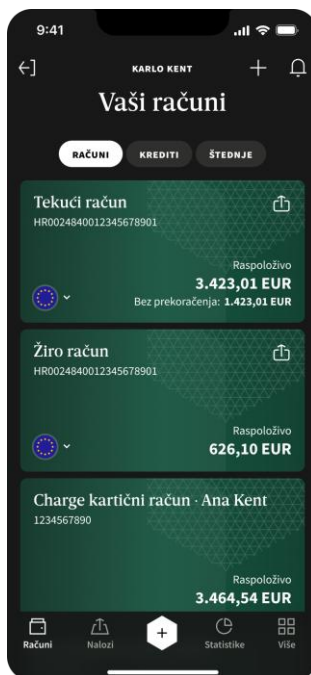 9:41
KARLO KENT
Vaši računi
RAČUNI KREDITI ŠTEDNJE
Tekući račun
HR0024840012345678901
Raspoloživo
3.423,01 EUR
Bez prekoračenja: 1.423,01 EUR
Žiro račun
HR0024840012345678901
Raspoloživo
626,10 EUR
Charge kartični račun · Ana Kent
1234567890
Raspoloživo
3.464,54 EUR
Računi Nalozi Statistike Više